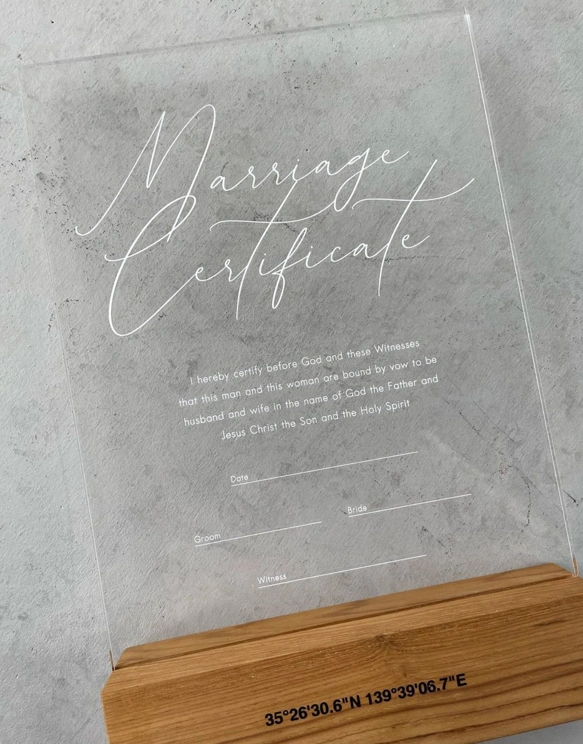 Marriage
Certificate
I hereby certify before God and these Witnesses
that this man and this woman are bound by vow to be
husband and wife in the name of God the Father and
Jesus Christ the Son and the Holy Spirit
Date
Groom
Bride
Witness
35°26'30.6"N 139°39'06.7"E